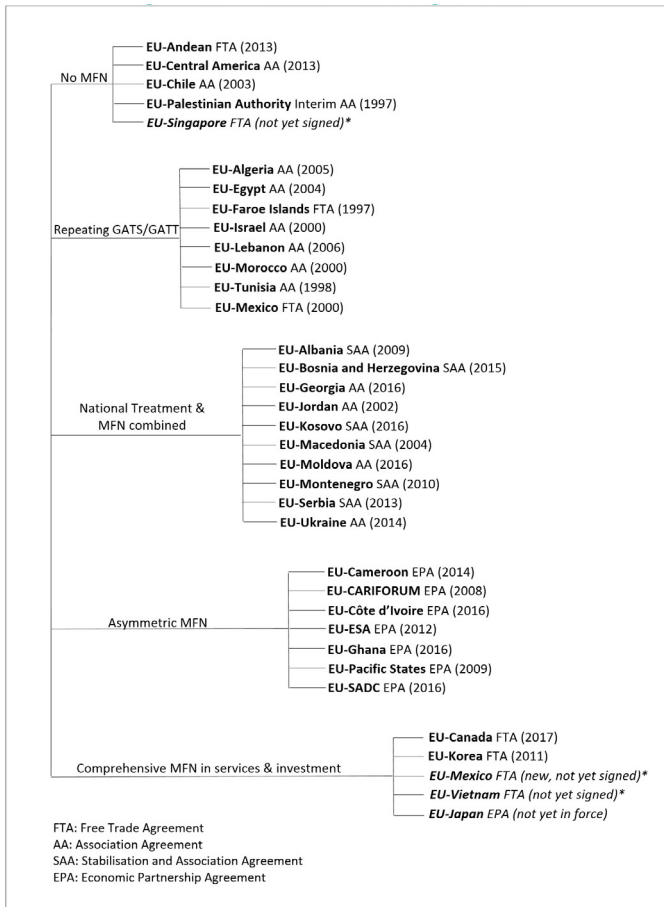 No MFN
EU-Andean FTA (2013)
EU-Central America AA (2013)
EU-Chile AA (2003)
EU-Palestinian Authority Interim AA (1997)
EU-Singapore FTA (not yet signed)*
Repeating GATS/GATT
EU-Algeria AA (2005)
EU-Egypt AA (2004)
EU-Faroe Islands FTA (1997)
EU-Israel AA (2000)
EU-Lebanon AA (2006)
EU-Morocco AA (2000)
EU-Tunisia AA (1998)
EU-Mexico FTA (2000)
National Treatment &
MFN combined
EU-Albania SAA (2009)
EU-Bosnia and Herzegovina SAA (2015)
EU-Georgia AA (2016)
EU-Jordan AA (2002)
EU-Kosovo SAA (2016)
EU-Macedonia SAA (2004)
EU-Moldova AA (2016)
EU-Montenegro SAA (2010)
EU-Serbia SAA (2013)
EU-Ukraine AA (2014)
Asymmetric MFN
EU-Cameroon EPA (2014)
EU-CARIFORUM EPA (2008)
EU-Côte d’Ivoire EPA (2016)
EU-ESA EPA (2012)
EU-Ghana EPA (2016)
EU-Pacific States EPA (2009)
EU-SADC EPA (2016)
Comprehensive MFN in services & investment
EU-Canada FTA (2017)
EU-Korea FTA (2011)
EU-Mexico FTA (new, not yet signed)*
EU-Vietnam FTA (not yet signed)*
EU-Japan EPA (not yet in force)
FTA: Free Trade Agreement
AA: Association Agreement
SAA: Stabilisation and Association Agreement
EPA: Economic Partnership Agreement